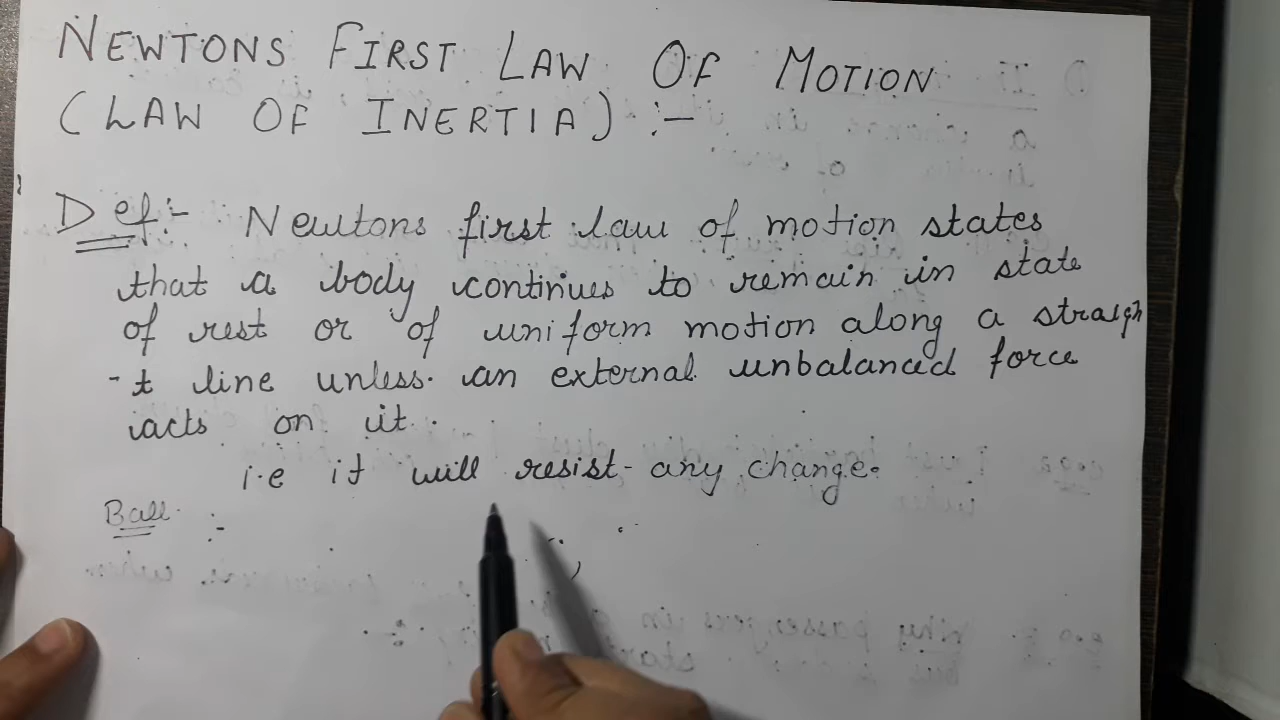 NEWTONS FIRST LAW OF MOTION
(LAW OF INERTIA) :-
Def:- Newtons first law of motion states
that a body continues to remain in state
of rest or of uniform motion along a straigh
-t line unless an external unbalanced force
acts on it.
i.e it will resist any change.
Ball :-